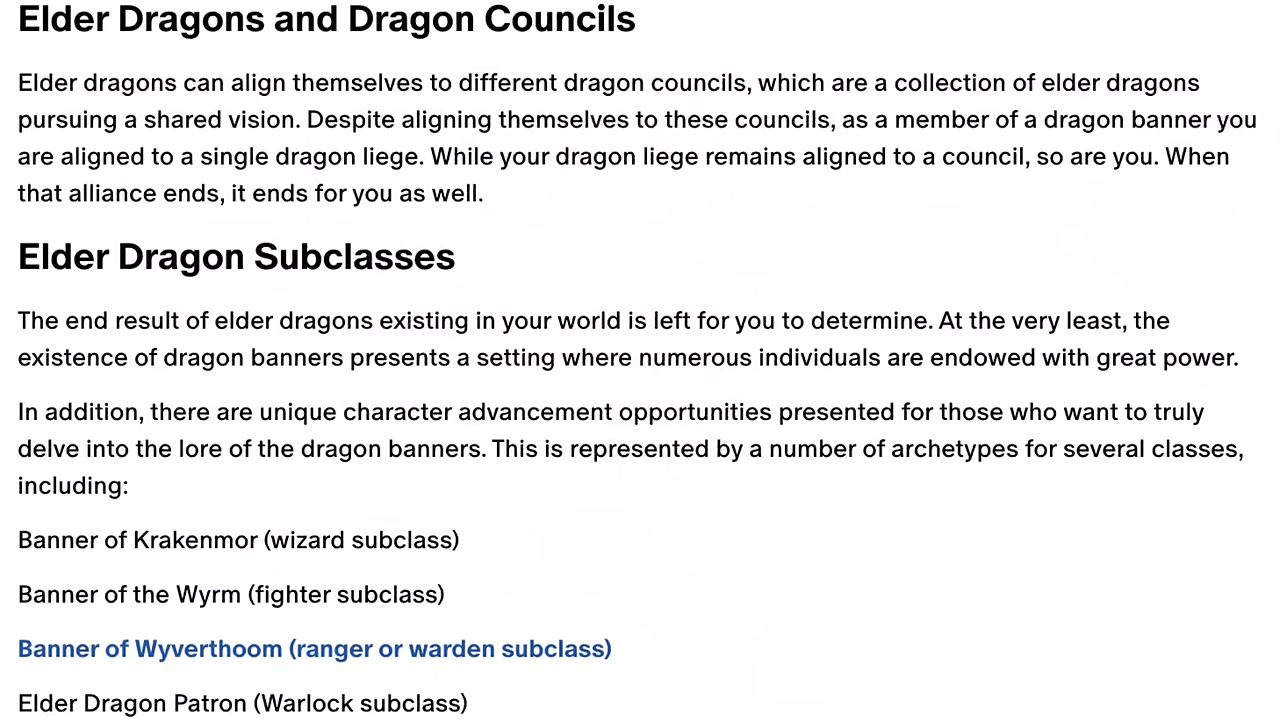 Elder Dragons and Dragon Councils
Elder dragons can align themselves to different dragon councils, which are a collection of elder dragons
pursuing a shared vision. Despite aligning themselves to these councils, as a member of a dragon banner you
are aligned to a single dragon liege. While your dragon liege remains aligned to a council, so are you. When
that alliance ends, it ends for you as well.
Elder Dragon Subclasses
The end result of elder dragons existing in your world is left for you to determine. At the very least, the
existence of dragon banners presents a setting where numerous individuals are endowed with great power.
In addition, there are unique character advancement opportunities presented for those who want to truly
delve into the lore of the dragon banners. This is represented by a number of archetypes for several classes,
including:
Banner of Krakenmor (wizard subclass)
Banner of the Wyrm (fighter subclass)
Banner of Wyverthoom (ranger or warden subclass)
Elder Dragon Patron (Warlock subclass)